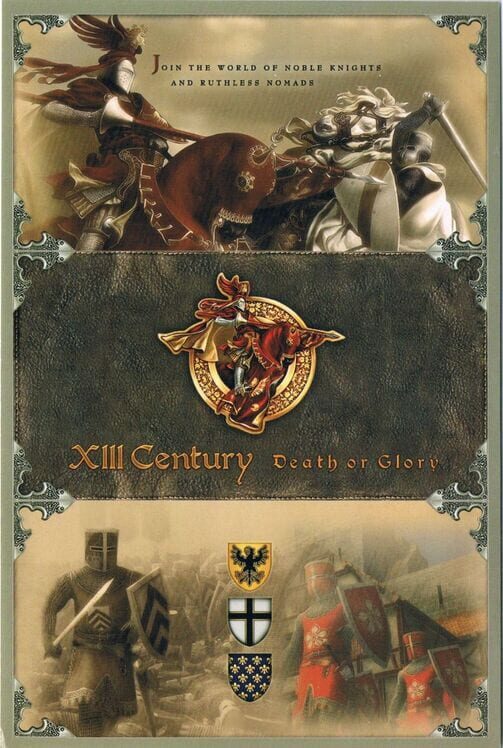 JOIN THE WORLD OF NOBLE KNIGHTS
AND RUTHLESS NOMADS
XIII Century Death or Glory